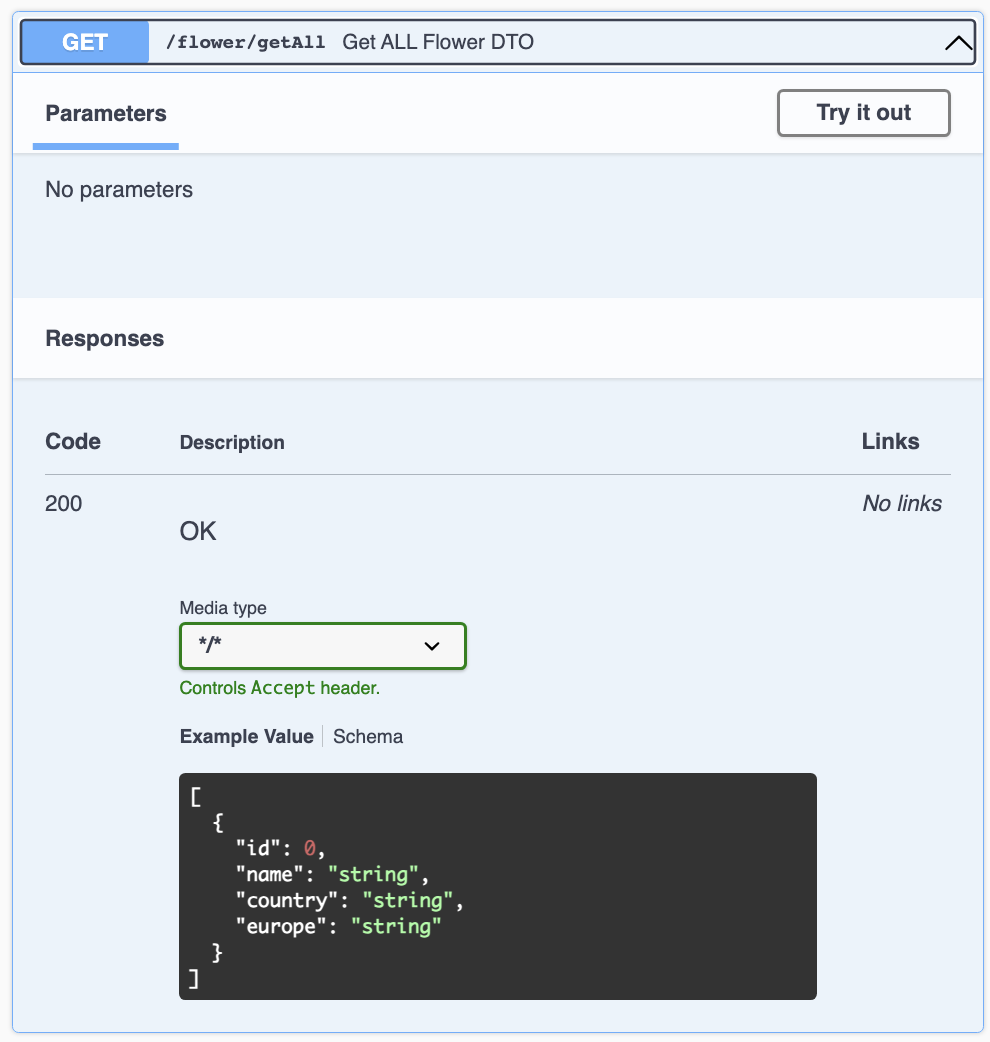 GET /flower/getAll Get ALL Flower DTO
Parameters
Try it out
No parameters
Responses
Code Description Links
200 No links
OK
Media type
*/*
Controls Accept header.
Example Value Schema
[
  {
    "id": 0,
    "name": "string",
    "country": "string",
    "europe": "string"
  }
]